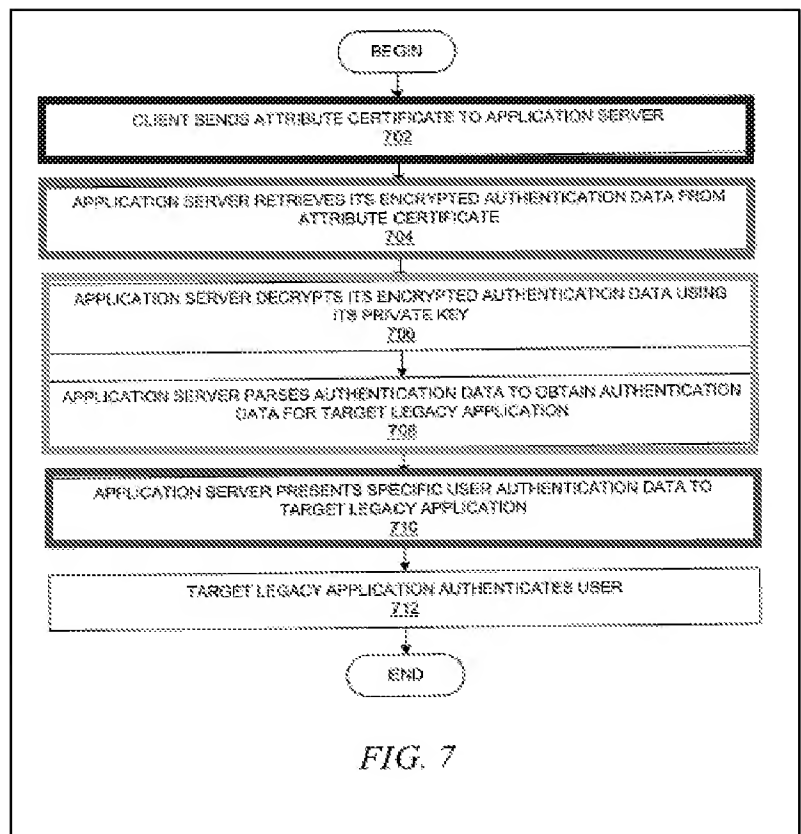 BEGIN
CLIENT SENDS ATTRIBUTE CERTIFICATE TO APPLICATION SERVER
702
APPLICATION SERVER RETRIEVES ITS ENCRYPTED AUTHENTICATION DATA FROM
ATTRIBUTE CERTIFICATE
704
APPLICATION SERVER DECRYPTS ITS ENCRYPTED AUTHENTICATION DATA USING
ITS PRIVATE KEY
706
APPLICATION SERVER PARSES AUTHENTICATION DATA TO OBTAIN AUTHENTICATION
DATA FOR TARGET LEGACY APPLICATION
708
APPLICATION SERVER PRESENTS SPECIFIC USER AUTHENTICATION DATA TO
TARGET LEGACY APPLICATION
710
TARGET LEGACY APPLICATION AUTHENTICATES USER
712
END
FIG. 7